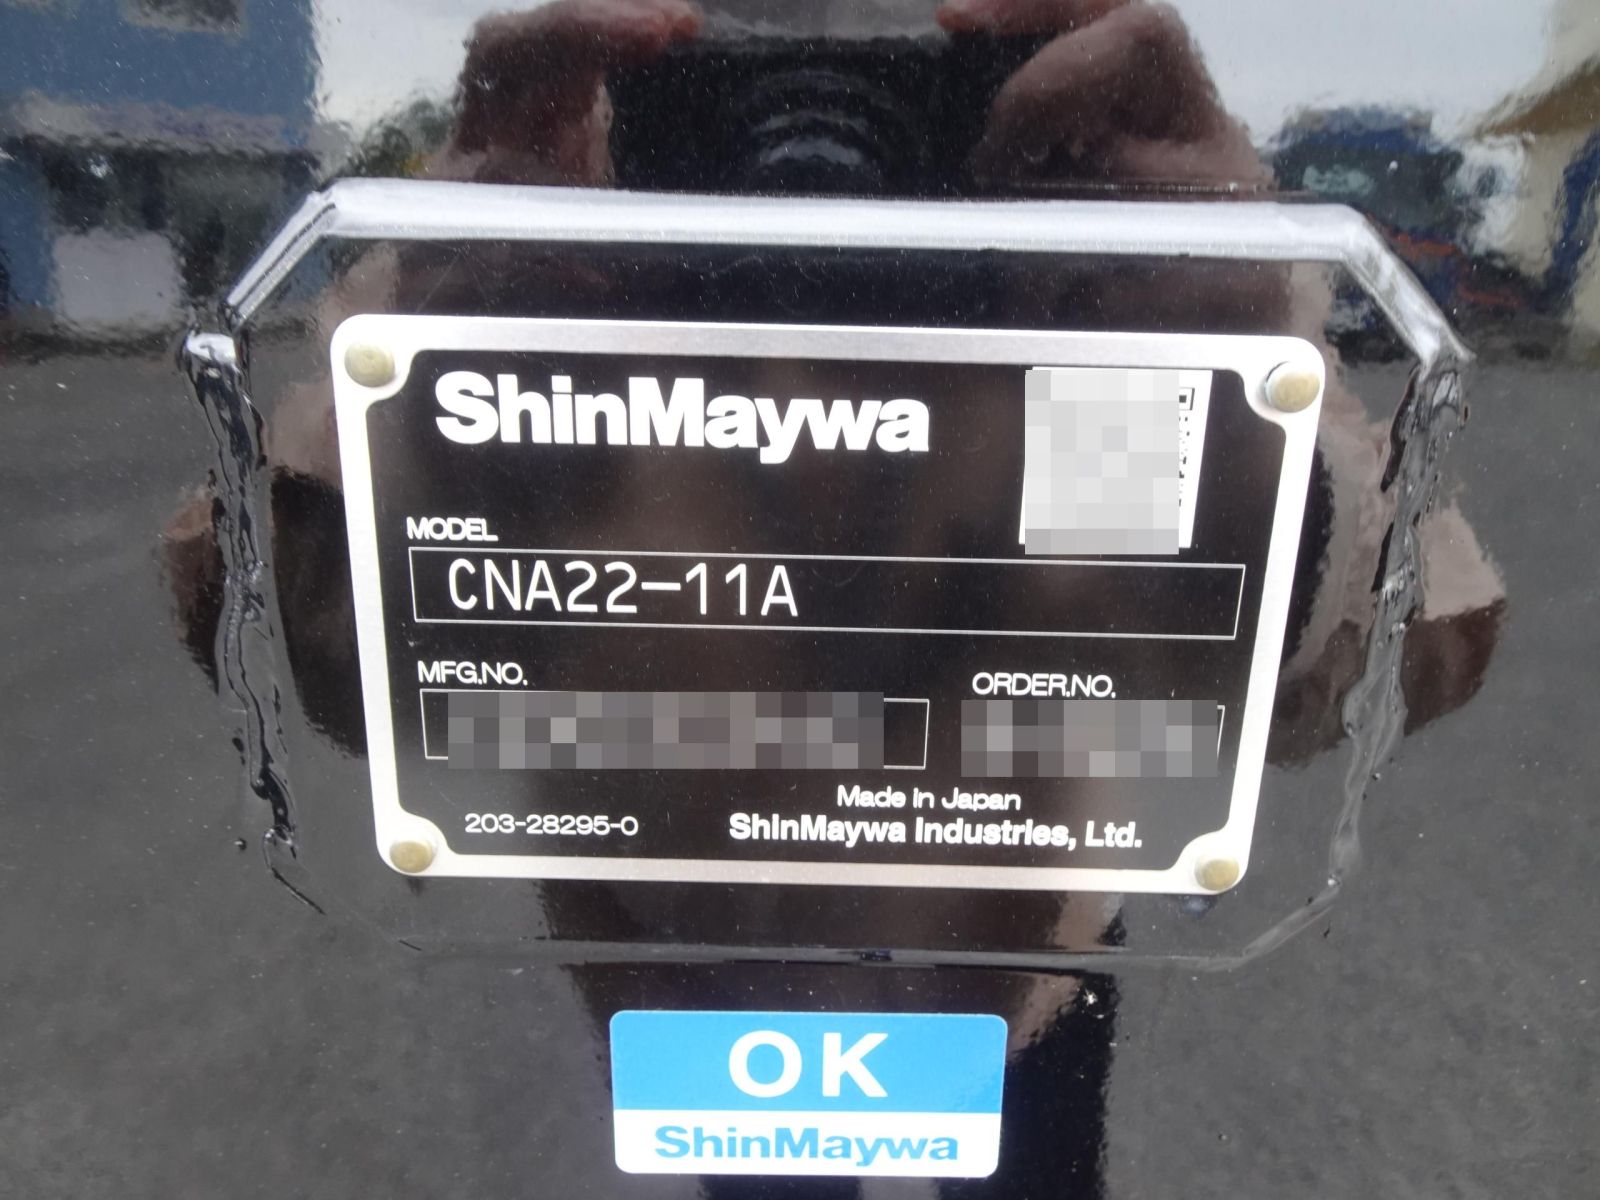 ShinMaywa
MODEL
CNA22-11A
MFG.NO.
ORDER.NO.
Made in Japan
203-28295-0
ShinMaywa Industries, Ltd.
OK
ShinMaywa